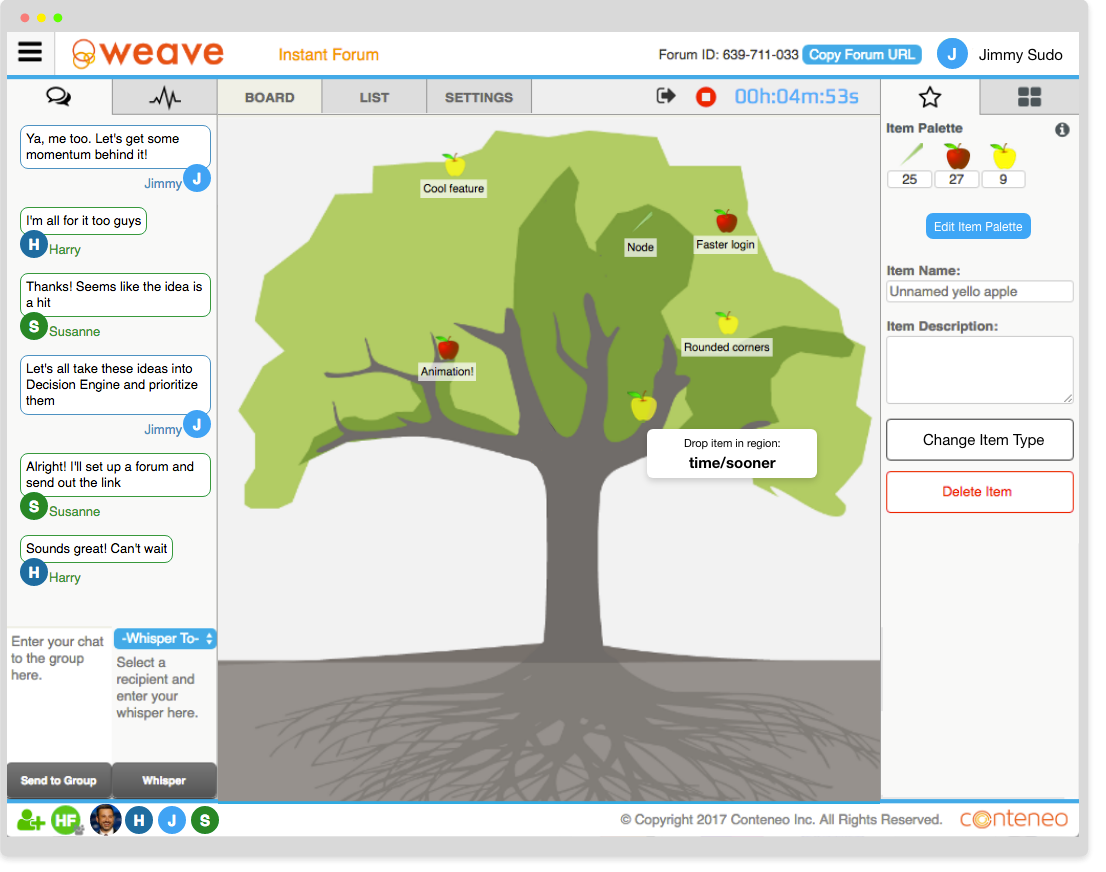 weave
Instant Forum
Forum ID: 639-711-033
Copy Forum URL
J
Jimmy Sudo
BOARD
LIST
SETTINGS
00h:04m:53s
Ya, me too. Let's get some
momentum behind it!
Jimmy
J
I'm all for it too guys
H
Harry
Thanks! Seems like the idea is
a hit
S
Susanne
Let's all take these ideas into
Decision Engine and prioritize
them
Jimmy
J
Alright! I'll set up a forum and
send out the link
S
Susanne
Sounds great! Can't wait
H
Harry
Enter your chat
to the group
here.
-Whisper To-
Select a
recipient and
enter your
whisper here.
Send to Group
Whisper
Cool feature
Node
Faster login
Rounded corners
Animation!
Drop item in region:
time/sooner
Item Palette
25
27
9
Edit Item Palette
Item Name:
Unnamed yello apple
Item Description:
Change Item Type
Delete Item
HF
H
J
S
© Copyright 2017 Conteneo Inc. All Rights Reserved.
conteneo